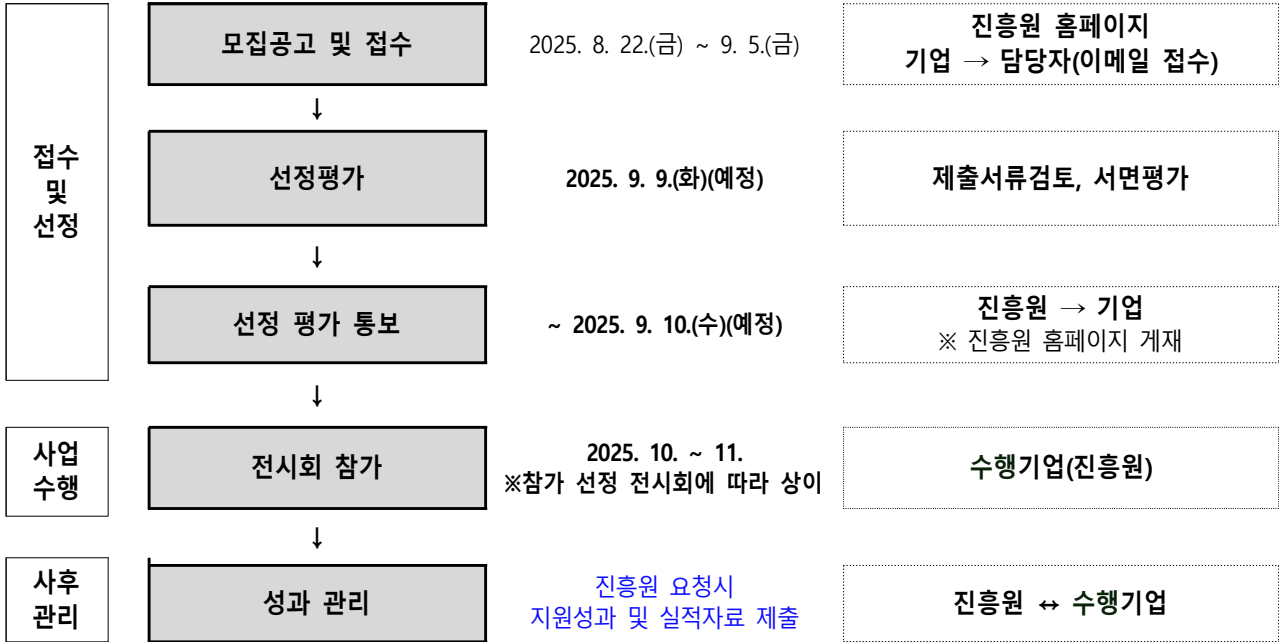 접수
및
선정
모집공고 및 접수
2025. 8. 22.(금) ~ 9. 5.(금)
진흥원 홈페이지
기업 → 담당자(이메일 접수)
↓
선정평가
2025. 9. 9.(화)(예정)
제출서류검토, 서면평가
↓
선정 평가 통보
~ 2025. 9. 10.(수)(예정)
진흥원 → 기업
※ 진흥원 홈페이지 게재
↓
사업
수행
전시회 참가
2025. 10. ~ 11.
※참가 선정 전시회에 따라 상이
수행기업(진흥원)
↓
사후
관리
성과 관리
진흥원 요청시
지원성과 및 실적자료 제출
진흥원 ↔ 수행기업